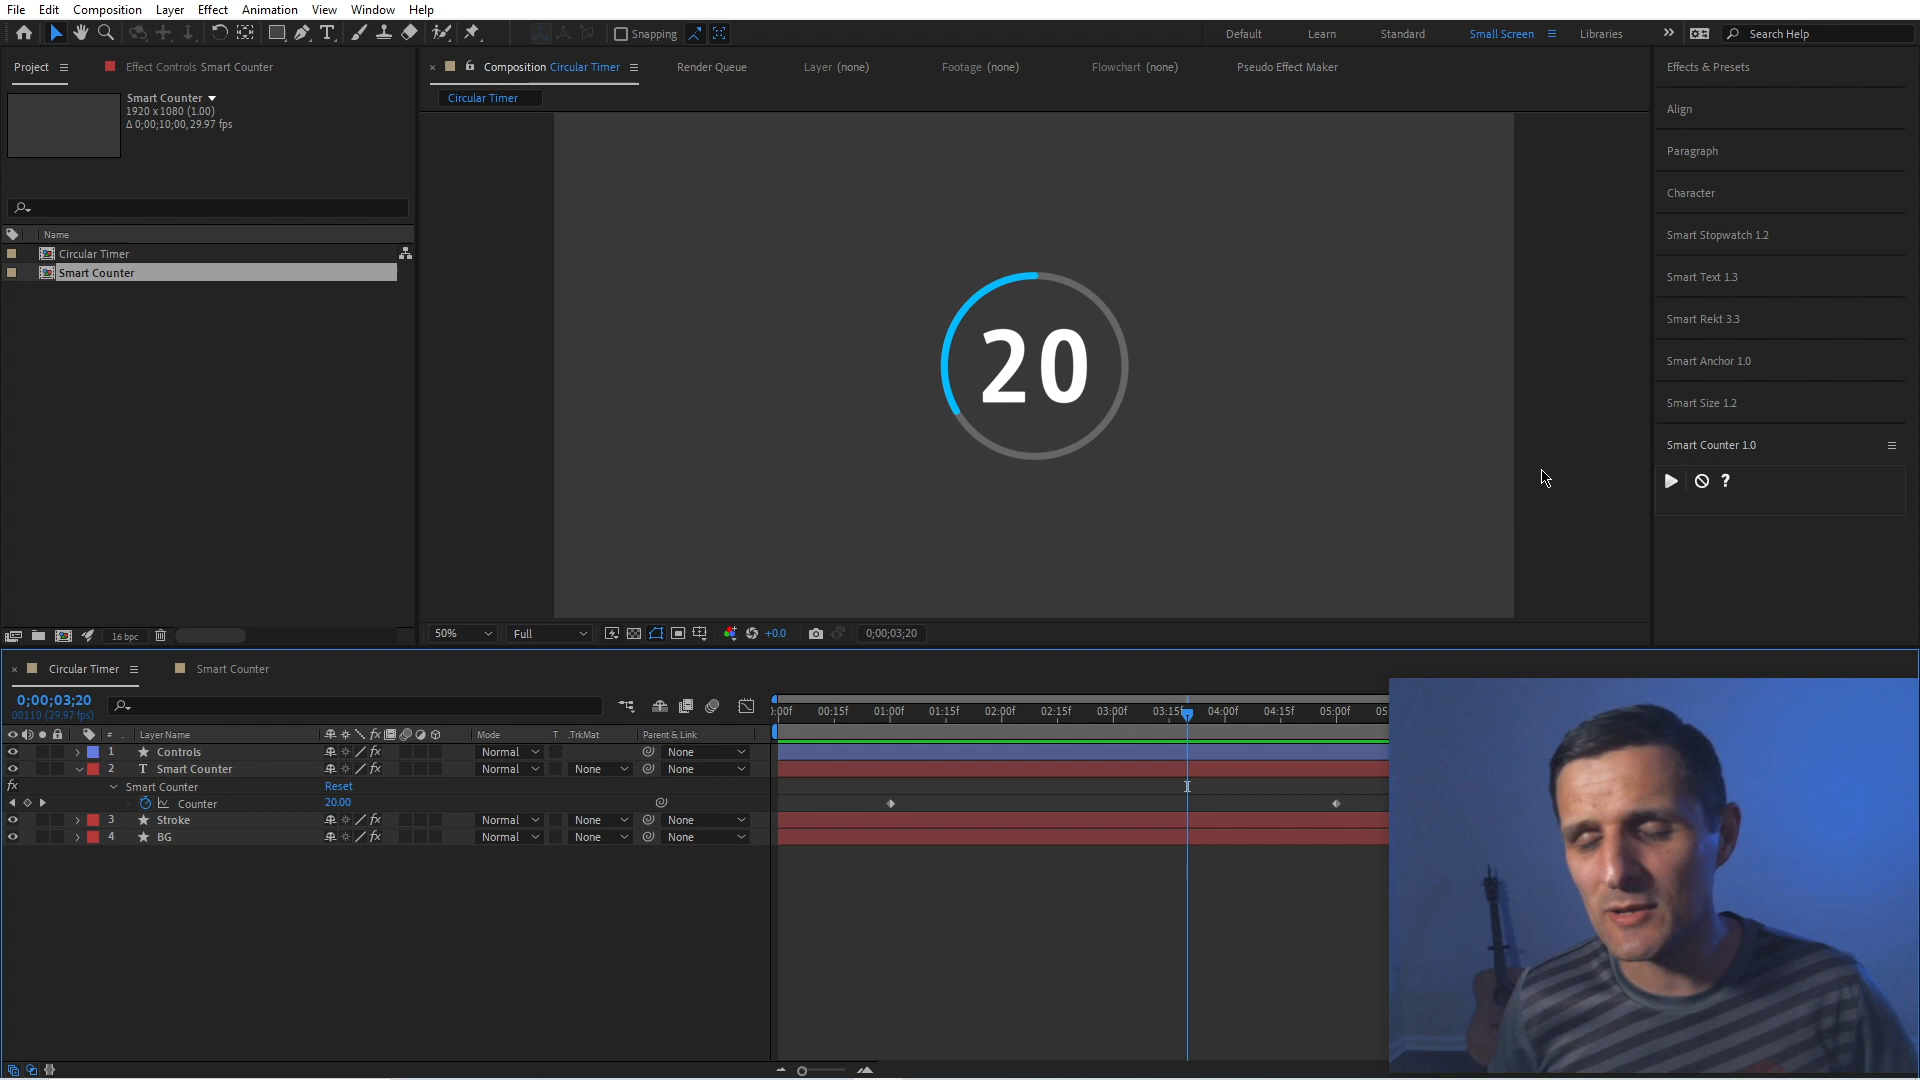 File Edit Composition Layer Effect Animation View Window Help
Snapping
Default Learn Standard Small Screen Libraries Search Help
Project Effect Controls Smart Counter
Composition Circular Timer Render Queue Layer (none) Footage (none) Flowchart (none) Pseudo Effect Maker
Circular Timer
Smart Counter
1920 x 1080 (1.00)
Δ 0;00;10;00, 29.97 fps
Name
Circular Timer
Smart Counter
20
Effects & Presets
Align
Paragraph
Character
Smart Stopwatch 1.2
Smart Text 1.3
Smart Rekt 3.3
Smart Anchor 1.0
Smart Size 1.2
Smart Counter 1.0
?
16 bpc
50% Full +0.0 0;00;03;20
Circular Timer Smart Counter
0;00;03;20
00110 (29.97 fps)
:00f 00:15f 01:00f 01:15f 02:00f 02:15f 03:00f 03:15f 04:00f 04:15f 05:00f 05
# Layer Name Mode T .TrkMat Parent & Link
1 Controls Normal None
2 T Smart Counter Normal None None
fx Smart Counter Reset
Counter 20.00
3 Stroke Normal None None
4 BG Normal None None